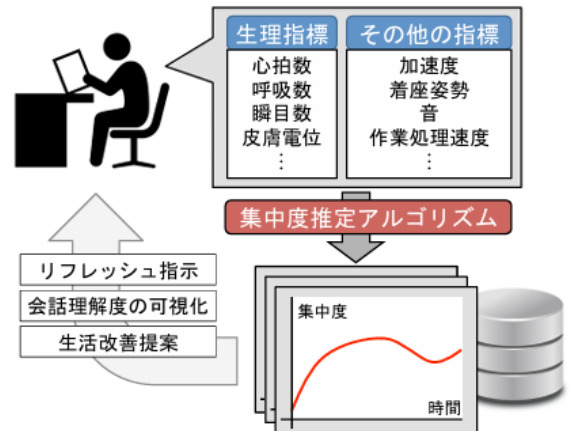 生理指標
心拍数
呼吸数
瞬目数
皮膚電位
⋮
その他の指標
加速度
着座姿勢
音
作業処理速度
⋮
集中度推定アルゴリズム
リフレッシュ指示
会話理解度の可視化
生活改善提案
集中度
時間